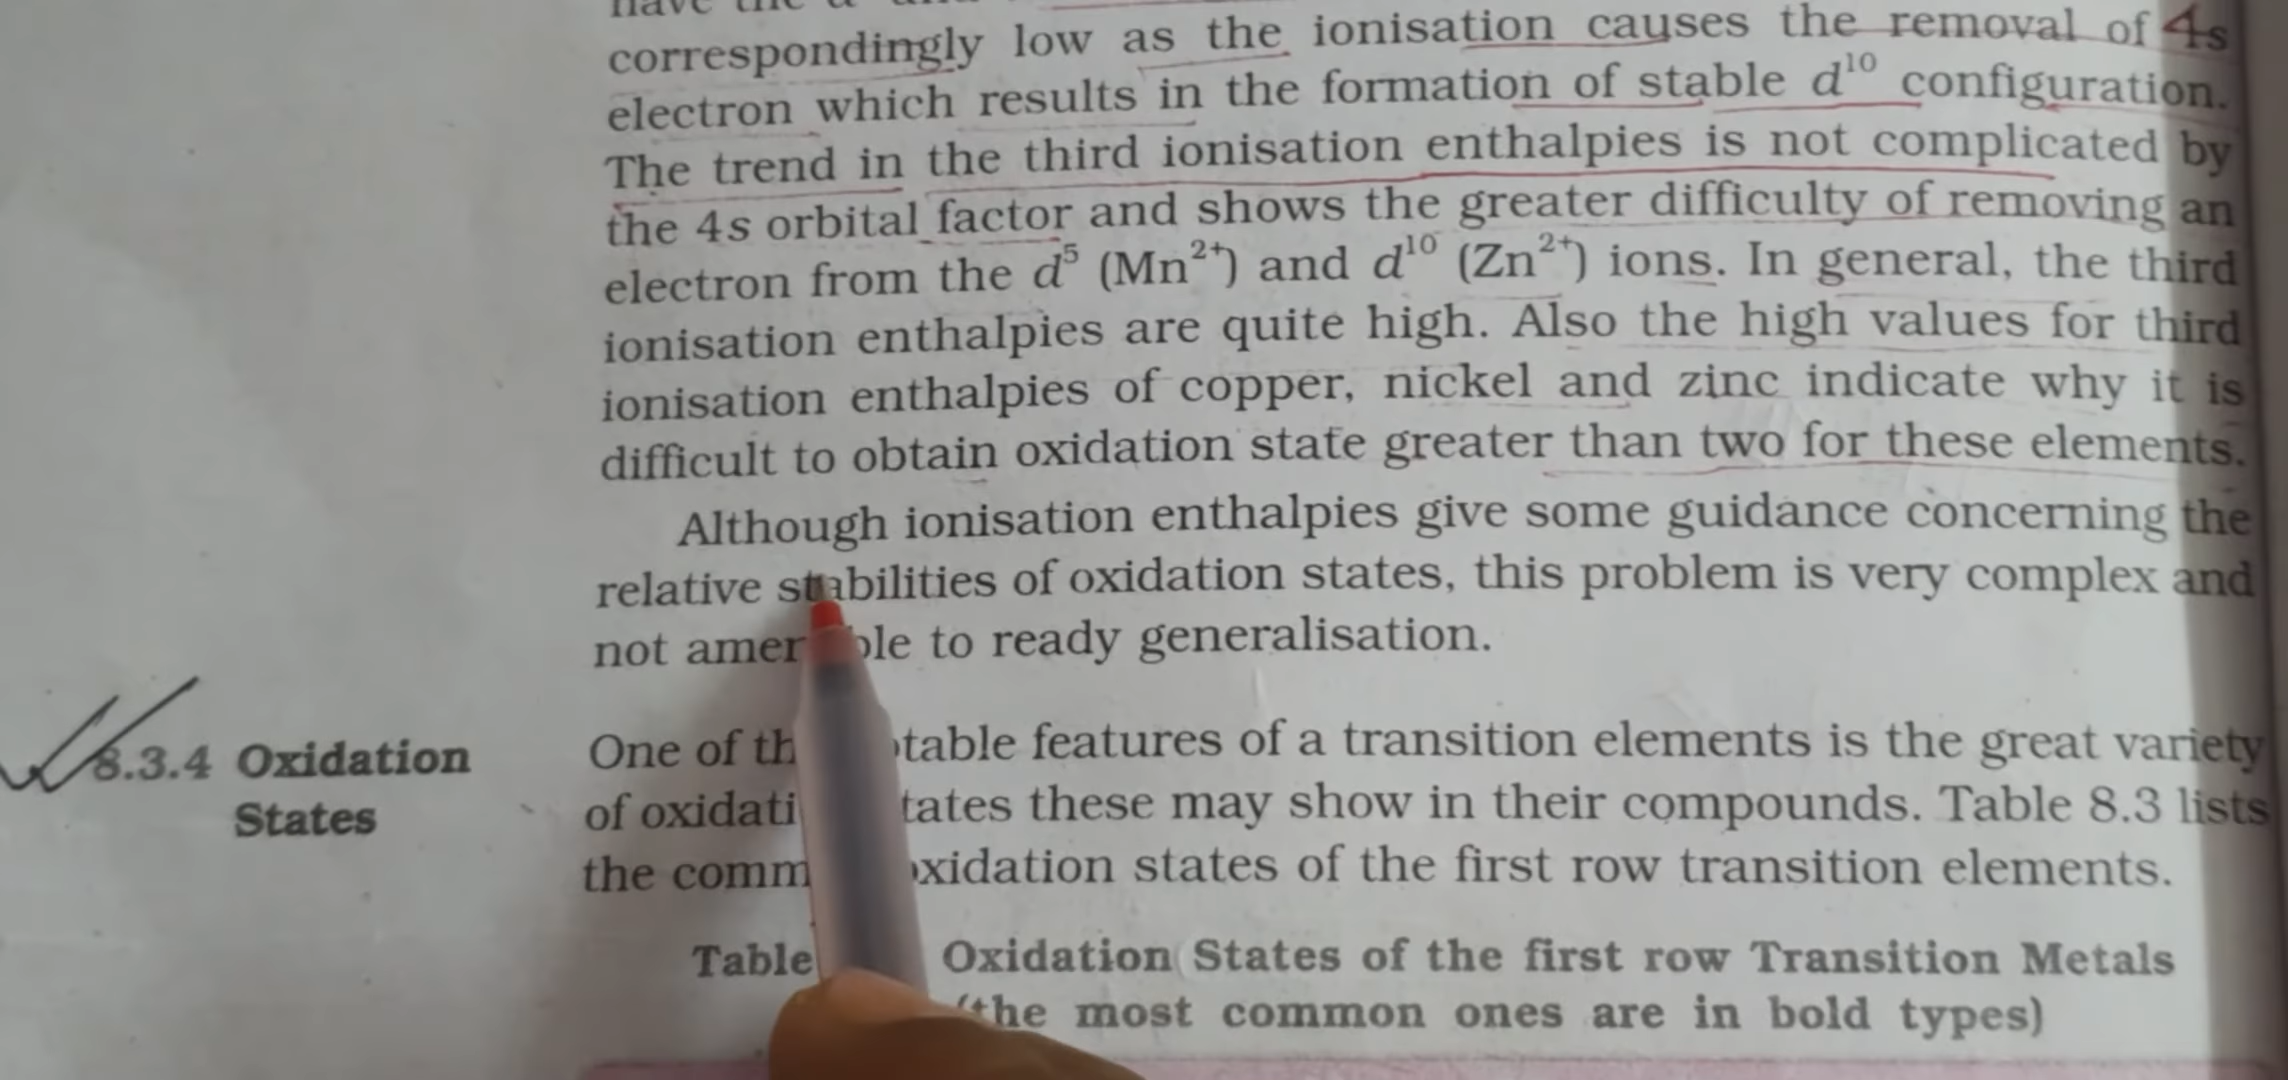 correspondingly low as the ionisation causes the removal of 4s
electron which results in the formation of stable d¹⁰ configuration.
The trend in the third ionisation enthalpies is not complicated by
the 4s orbital factor and shows the greater difficulty of removing an
electron from the d⁵ (Mn²⁺) and d¹⁰ (Zn²⁺) ions. In general, the third
ionisation enthalpies are quite high. Also the high values for third
ionisation enthalpies of copper, nickel and zinc indicate why it is
difficult to obtain oxidation state greater than two for these elements.
Although ionisation enthalpies give some guidance concerning the
relative stabilities of oxidation states, this problem is very complex and
not to ready generalisation.
8.3.4 Oxidation
States
One of features of a transition elements is the great variety
of these may show in their compounds. Table 8.3 lists
the oxidation states of the first row transition elements.
Table Oxidation States of the first row Transition Metals
(the most common ones are in bold types)